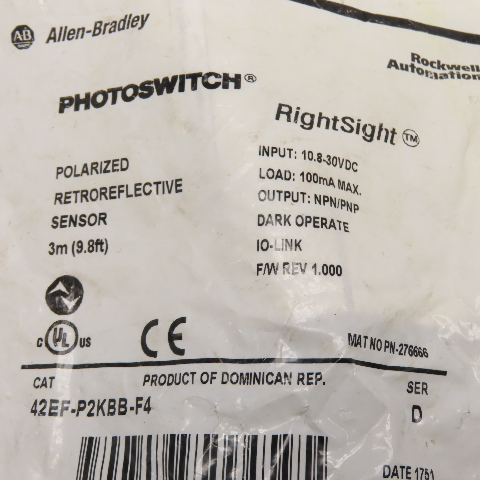 AB Allen-Bradley
Rockwell
Automation
PHOTOSWITCH®
RightSight™
POLARIZED
RETROREFLECTIVE
SENSOR
3m (9.8ft)
INPUT: 10.8-30VDC
LOAD: 100mA MAX.
OUTPUT: NPN/PNP
DARK OPERATE
IO-LINK
F/W REV 1.000
C UL US
CE
MAT NO PN-276666
CAT
PRODUCT OF DOMINICAN REP.
SER
42EF-P2KBB-F4
D
DATE 1751